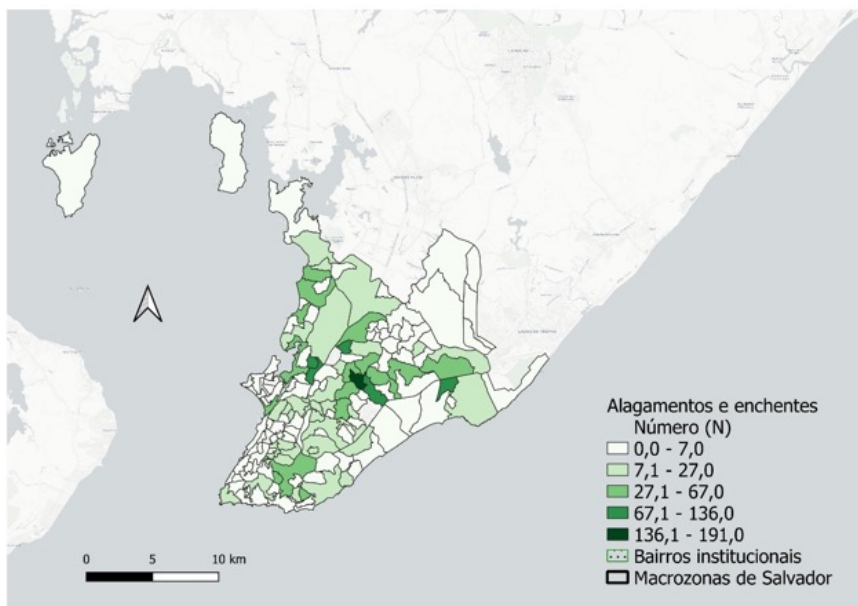 Alagamentos e enchentes
Número (N)
0,0 - 7,0
7,1 - 27,0
27,1 - 67,0
67,1 - 136,0
136,1 - 191,0
Bairros institucionais
Macrozonas de Salvador
0 5 10 km